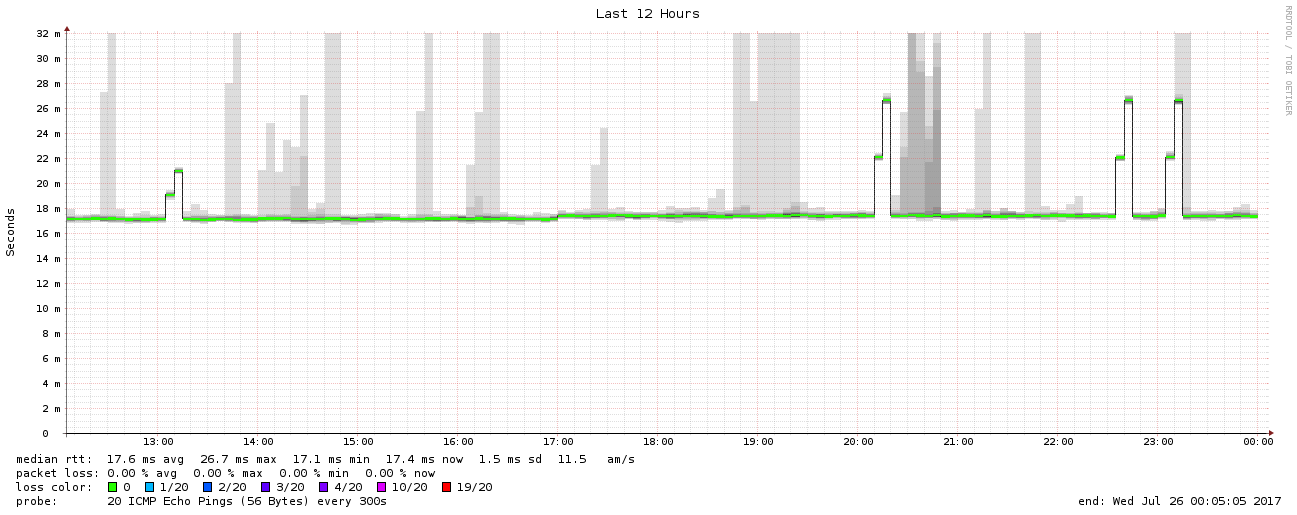 Last 12 Hours
RRDTOOL / TOBI OETIKER
Seconds
32 m
30 m
28 m
26 m
24 m
22 m
20 m
18 m
16 m
14 m
12 m
10 m
8 m
6 m
4 m
2 m
0
13:00 14:00 15:00 16:00 17:00 18:00 19:00 20:00 21:00 22:00 23:00 00:00
median rtt: 17.6 ms avg 26.7 ms max 17.1 ms min 17.4 ms now 1.5 ms sd 11.5 am/s
packet loss: 0.00 % avg 0.00 % max 0.00 % min 0.00 % now
loss color: 0 1/20 2/20 3/20 4/20 10/20 19/20
probe: 20 ICMP Echo Pings (56 Bytes) every 300s end: Wed Jul 26 00:05:05 2017